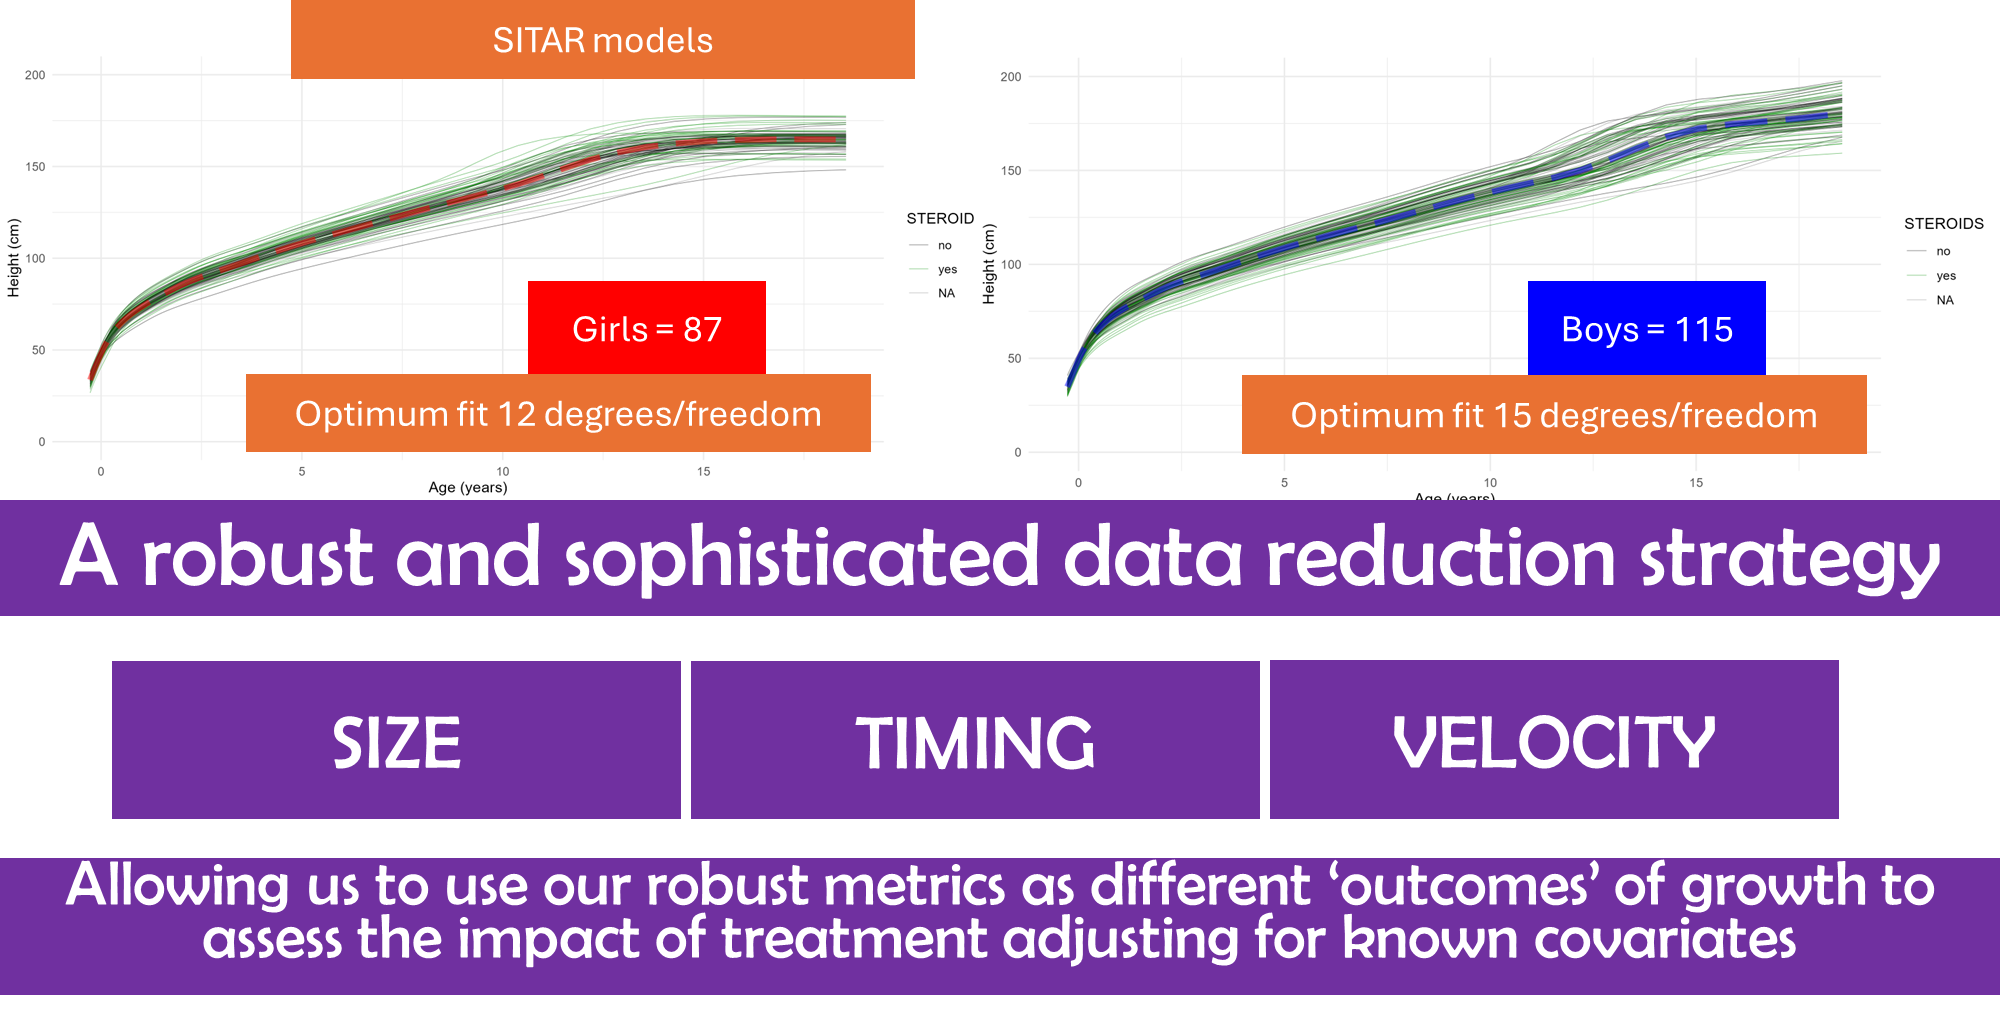 SITAR models
200
150
100
50
0
Height (cm)
0
5
10
15
Age (years)
STEROID
no
yes
NA
Girls = 87
Optimum fit 12 degrees/freedom
200
150
100
50
0
Height (cm)
0
5
10
15
Age (years)
STEROIDS
no
yes
NA
Boys = 115
Optimum fit 15 degrees/freedom
A robust and sophisticated data reduction strategy
SIZE
TIMING
VELOCITY
Allowing us to use our robust metrics as different ‘outcomes’ of growth to
assess the impact of treatment adjusting for known covariates